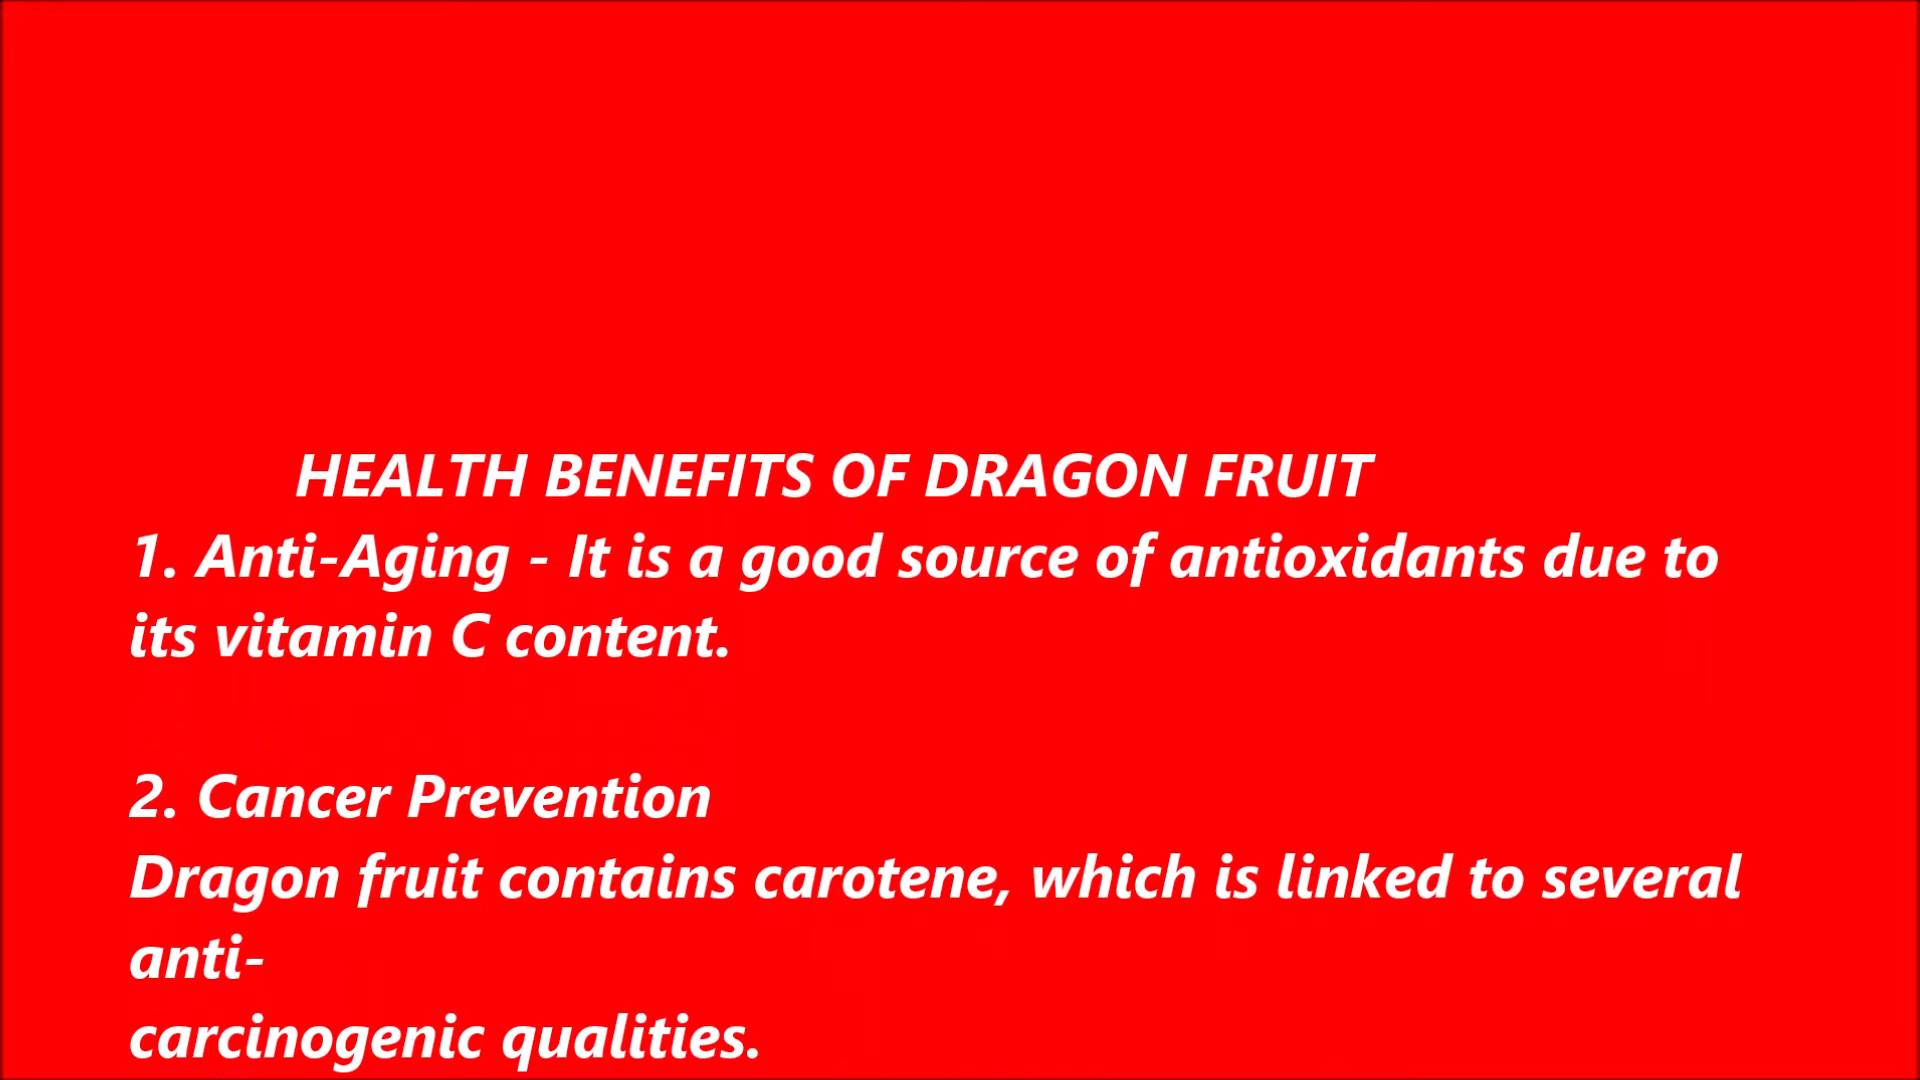 HEALTH BENEFITS OF DRAGON FRUIT
1. Anti-Aging - It is a good source of antioxidants due to
its vitamin C content.
2. Cancer Prevention
Dragon fruit contains carotene, which is linked to several
anti-
carcinogenic qualities.